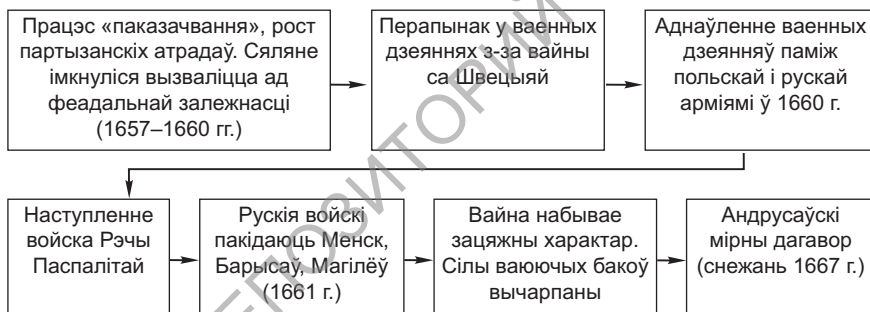 Працэс «паказачвання», рост
партызанскіх атрадаў. Сяляне
імкнуліся вызваліцца ад
феадальнай залежнасці
(1657–1660 гг.)
Перапынак у ваенных
дзеяннях з-за вайны
са Швецыяй
Аднаўленне ваенных
дзеянняў паміж
польскай і рускай
арміямі ў 1660 г.
Наступленне
войска Рэчы
Паспалітай
Рускія войскі
пакідаюць Менск,
Барысаў, Магілёў
(1661 г.)
Вайна набывае
зацяжны характар.
Сілы ваюючых бакоў
вычарпаны
Андрусаўскі
мірны дагавор
(снежань 1667 г.)